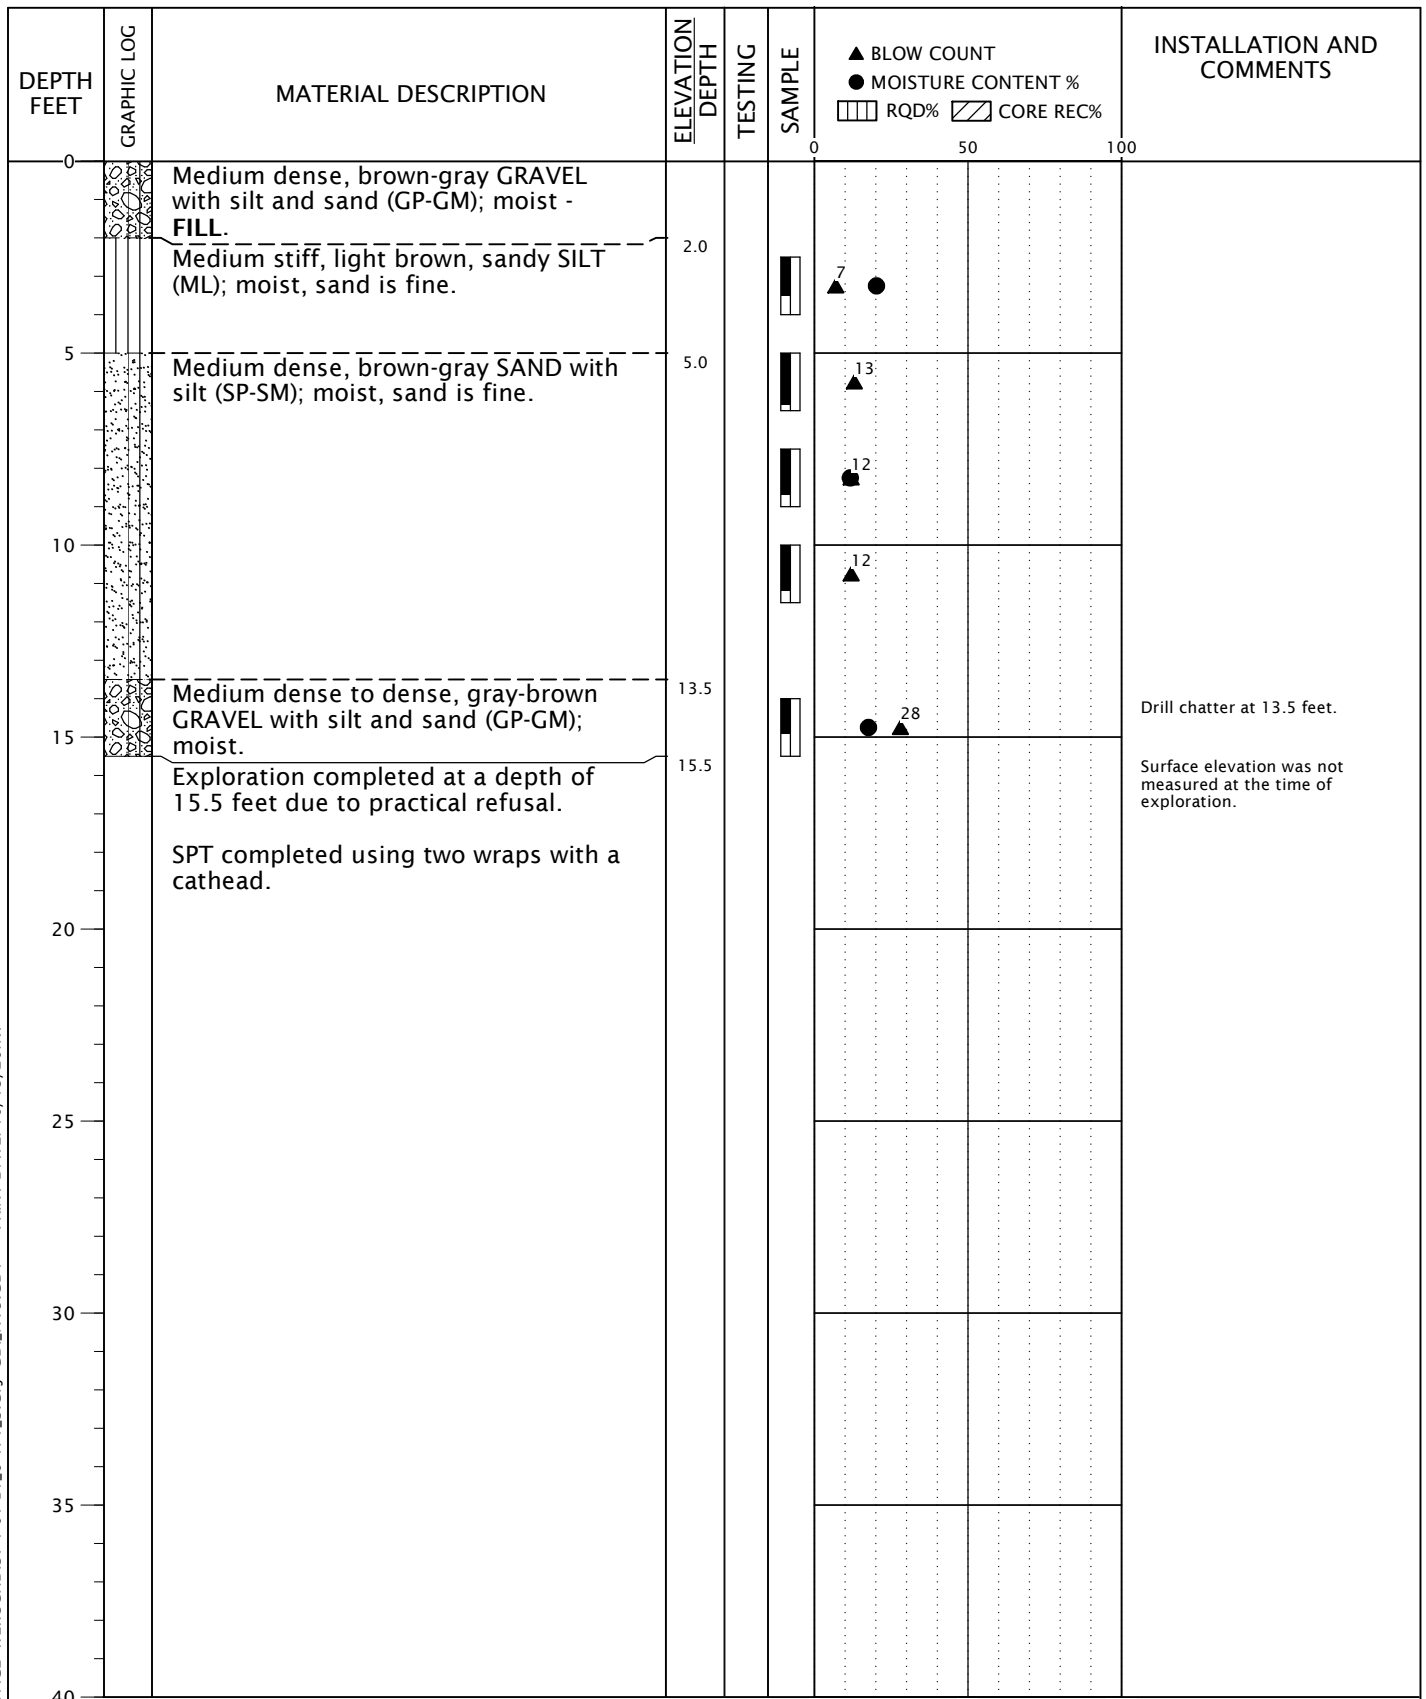 DEPTH
FEET
GRAPHIC LOG
MATERIAL DESCRIPTION
ELEVATION
DEPTH
TESTING
SAMPLE
▲ BLOW COUNT
● MOISTURE CONTENT %
RQD% CORE REC%
INSTALLATION AND
COMMENTS
0 50 100
0
Medium dense, brown-gray GRAVEL
with silt and sand (GP-GM); moist -
FILL.
2.0
Medium stiff, light brown, sandy SILT
(ML); moist, sand is fine.
7
5
5.0
Medium dense, brown-gray SAND with
silt (SP-SM); moist, sand is fine.
13
12
10
12
13.5
Medium dense to dense, gray-brown
GRAVEL with silt and sand (GP-GM);
moist.
28
Drill chatter at 13.5 feet.
15
15.5
Exploration completed at a depth of
15.5 feet due to practical refusal.
Surface elevation was not
measured at the time of
exploration.
SPT completed using two wraps with a
cathead.
20
25
30
35
40